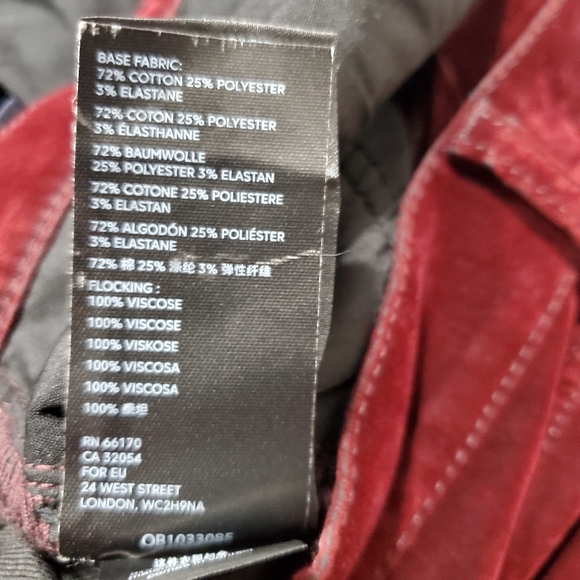 BASE FABRIC:
72% COTTON 25% POLYESTER
3% ELASTANE
72% COTON 25% POLYESTER
3% ÉLASTHANNE
72% BAUMWOLLE
25% POLYESTER 3% ELASTAN
72% COTONE 25% POLIESTERE
3% ELASTAN
72% ALGODÓN 25% POLIÉSTER
3% ELASTANE
72% 棉 25% 涤纶 3% 弹性纤维
FLOCKING :
100% VISCOSE
100% VISCOSE
100% VISKOSE
100% VISCOSA
100% VISCOSA
100%
RN 66170
CA 32054
FOR EU
24 WEST STREET
LONDON, WC2H9NA
QB1033085